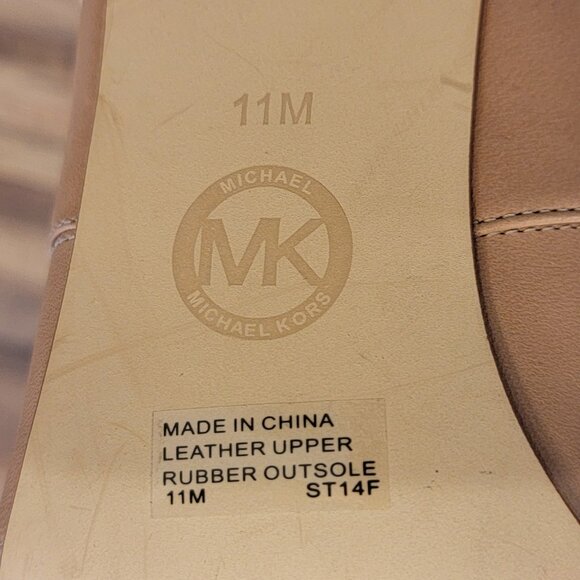 11M
MICHAEL
MK
MICHAEL KORS
MADE IN CHINA
LEATHER UPPER
RUBBER OUTSOLE
11M ST14F